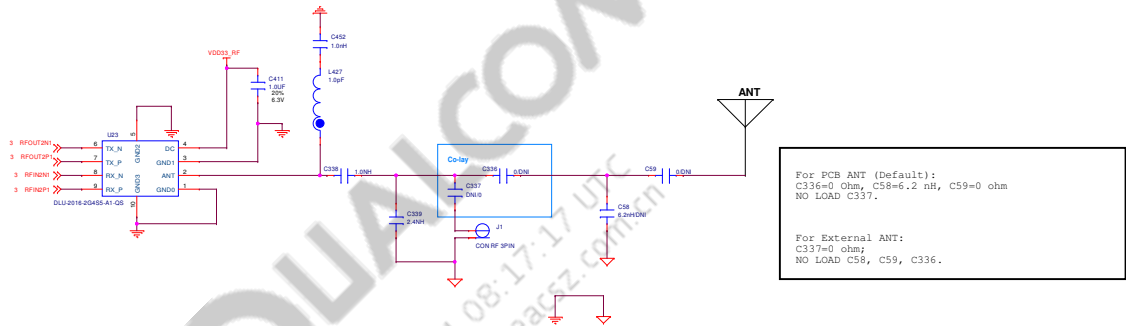 C452
1.0nH
VDD33_RF
L427
1.0pF
C411
1.0UF
20%
6.3V
ANT
U23
3 RFOUT2N1
3 RFOUT2P1
3 RFIN2N1
3 RFIN2P1
6
7
8
9
TX_N
TX_P
RX_N
RX_P
5
GND2
GND3
10
DC
GND1
ANT
GND0
4
3
2
1
DLU-2016-2G4S5-A1-QS
C338
1.0NH
Co-lay
C336
0/DNI
C337
DNI/0
C59
0/DNI
C339
2.4NH
C58
6.2nH/DNI
J1
CON RF 3PIN
For PCB ANT (Default):
C336=0 Ohm, C58=6.2 nH, C59=0 ohm
NO LOAD C337.
For External ANT:
C337=0 ohm;
NO LOAD C58, C59, C336.
08:17:17 UTC